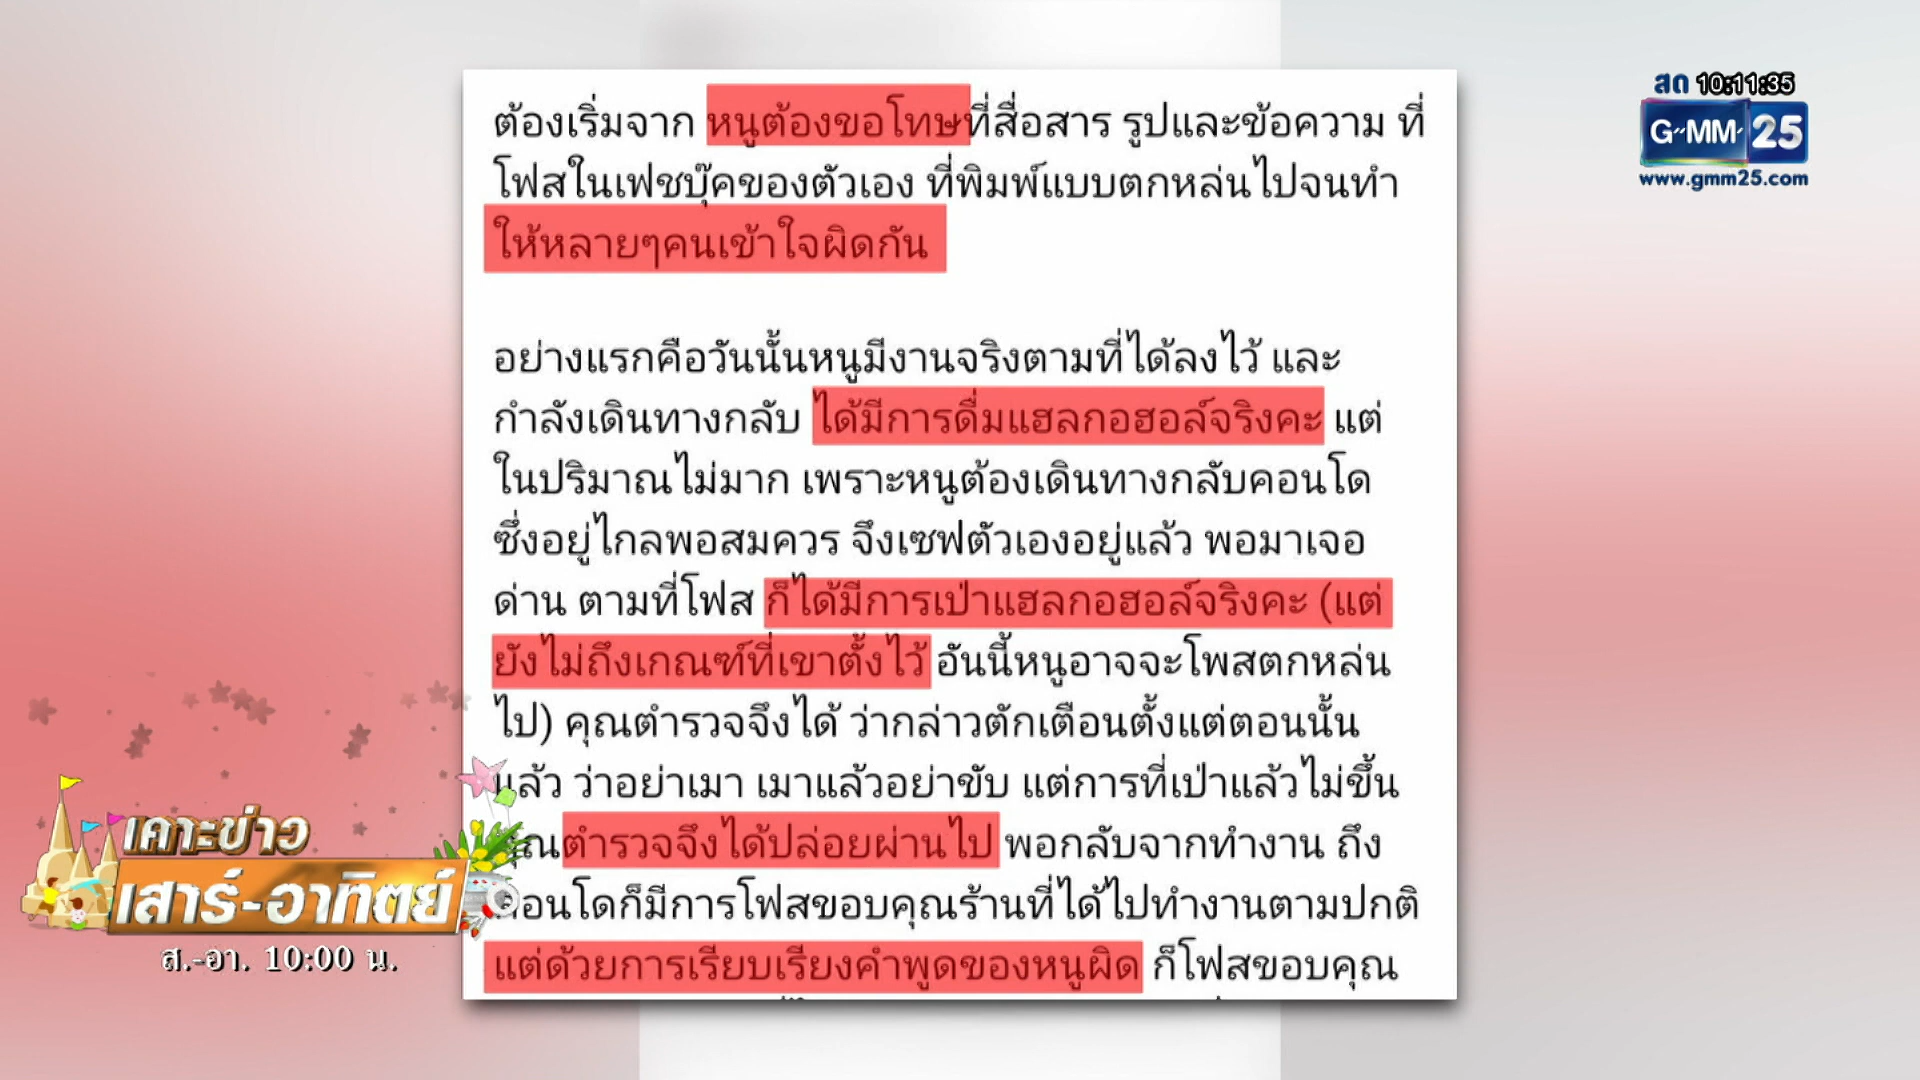 สด 10:11:35
GMM 25
www.gmm25.com
ต้องเริ่มจาก หนูต้องขอโทษที่สื่อสาร รูปและข้อความ ที่
โฟสในเฟชบุ๊คของตัวเอง ที่พิมพ์แบบตกหล่นไปจนทำ
ให้หลายๆคนเข้าใจผิดกัน
อย่างแรกคือวันนั้นหนูมีงานจริงตามที่ได้ลงไว้ และ
กำลังเดินทางกลับ ได้มีการดื่มแฮลกอฮอล์จริงคะ แต่
ในปริมาณไม่มาก เพราะหนูต้องเดินทางกลับคอนโด
ซึ่งอยู่ไกลพอสมควร จึงเซฟตัวเองอยู่แล้ว พอมาเจอ
ด่าน ตามที่โฟส ก็ได้มีการเป่าแฮลกอฮอล์จริงคะ (แต่
ยังไม่ถึงเกณฑ์ที่เขาตั้งไว้ อันนี้หนูอาจจะโพสตกหล่น
ไป) คุณตำรวจจึงได้ ว่ากล่าวตักเตือนตั้งแต่ตอนนั้น
แล้ว ว่าอย่าเมา เมาแล้วอย่าขับ แต่การที่เป่าแล้วไม่ขึ้น
คุณตำรวจจึงได้ปล่อยผ่านไป พอกลับจากทำงาน ถึง
คอนโดก็มีการโฟสขอบคุณร้านที่ได้ไปทำงานตามปกติ
แต่ด้วยการเรียบเรียงคำพูดของหนูผิด ก็โฟสขอบคุณ
เคาะข่าว
เสาร์-อาทิตย์
ส.-อา. 10:00 น.